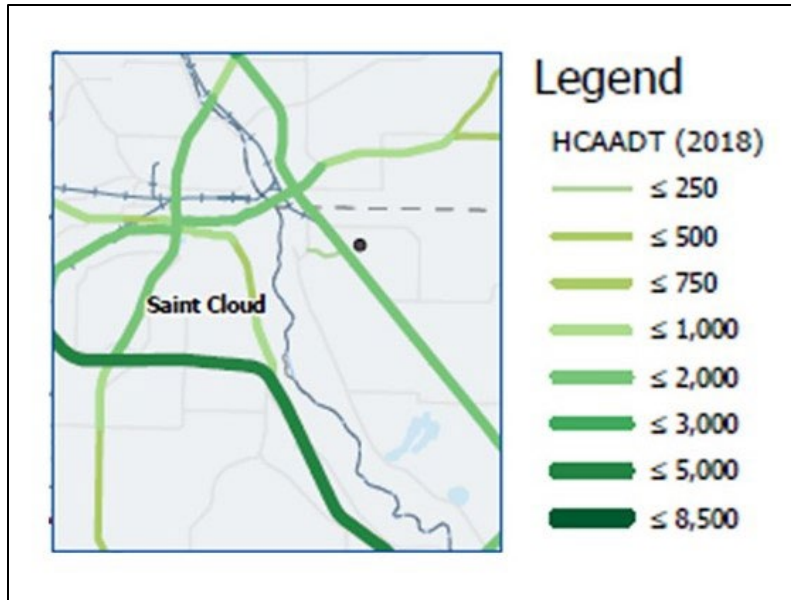 Legend
HCAADT (2018)
≤ 250
≤ 500
≤ 750
≤ 1,000
≤ 2,000
≤ 3,000
≤ 5,000
≤ 8,500
Saint Cloud